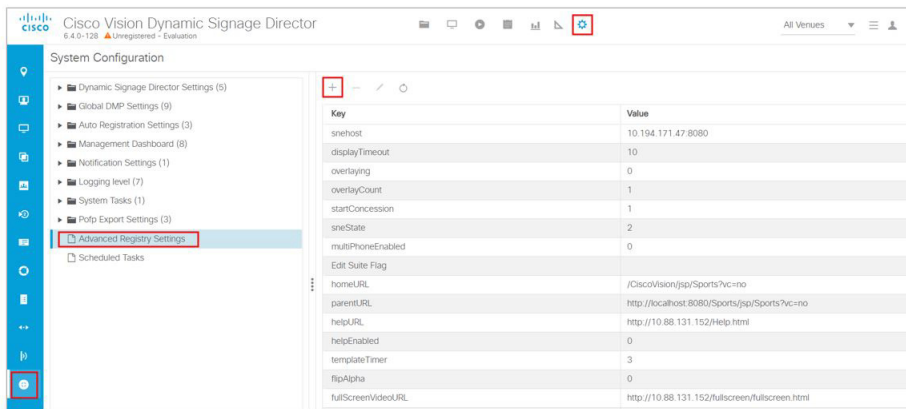 CISCO
Cisco Vision Dynamic Signage Director
6.4.0-128 Unregistered - Evaluation
All Venues
System Configuration
Dynamic Signage Director Settings (5)
Global DMP Settings (9)
Auto Registration Settings (3)
Management Dashboard (8)
Notification Settings (1)
Logging level (7)
System Tasks (1)
Pofp Export Settings (3)
Advanced Registry Settings
Scheduled Tasks
Key Value
snehost 10.194.171.47:8080
displayTimeout 10
overlaying 0
overlayCount 1
startConcession 1
sneState 2
multiPhoneEnabled 0
Edit Suite Flag
homeURL /CiscoVision/jsp/Sports?vc=no
parentURL http://localhost:8080/Sports/jsp/Sports?vc=no
helpURL http://10.88.131.152/Help.html
helpEnabled 0
templateTimer 3
flipAlpha 0
fullScreenVideoURL http://10.88.131.152/fullscreen/fullscreen.html